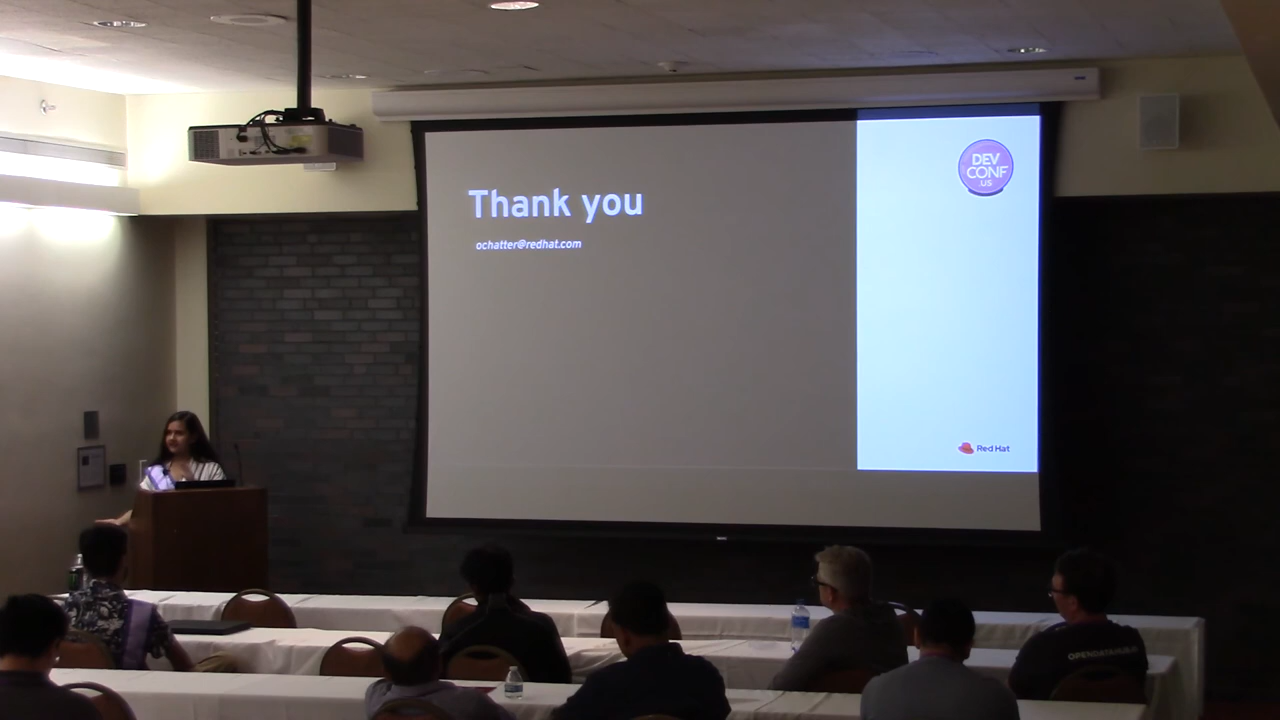 DEV
CONF
.US
Thank you
ochatter@redhat.com
Red Hat
OPENDATAHUB